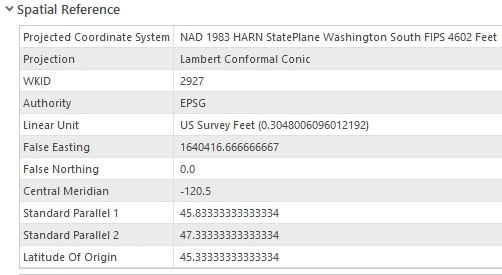 Spatial Reference
Projected Coordinate System NAD 1983 HARN StatePlane Washington South FIPS 4602 Feet
Projection Lambert Conformal Conic
WKID 2927
Authority EPSG
Linear Unit US Survey Feet (0.3048006096012192)
False Easting 1640416.666666667
False Northing 0.0
Central Meridian -120.5
Standard Parallel 1 45.83333333333334
Standard Parallel 2 47.33333333333334
Latitude Of Origin 45.33333333333334